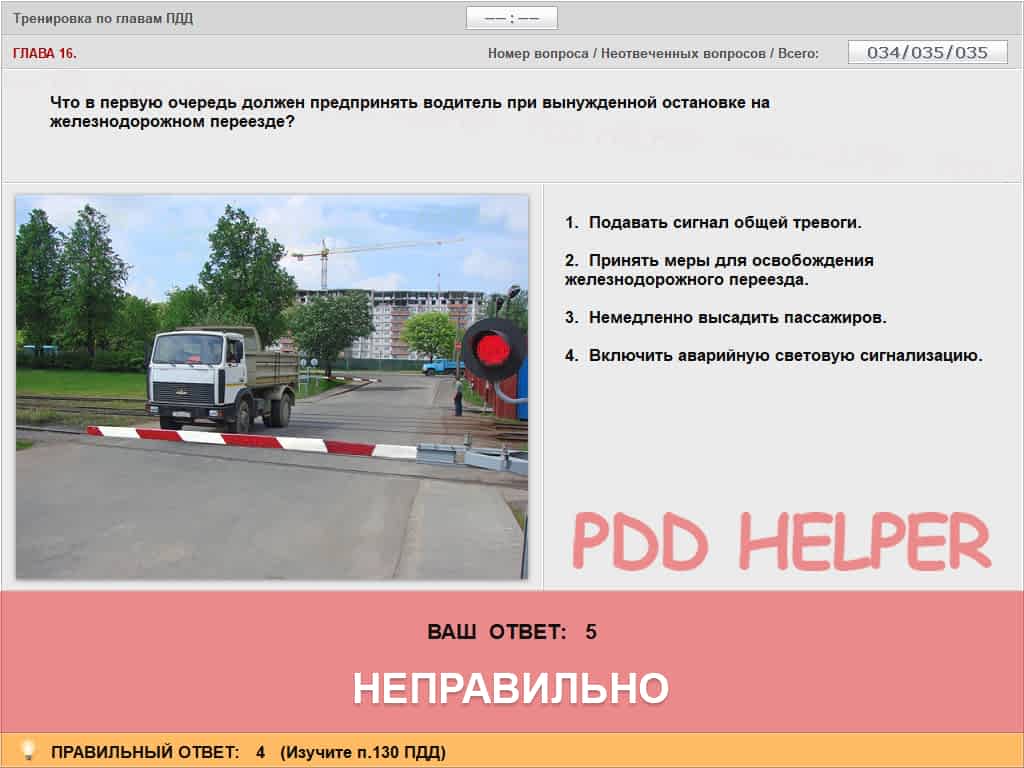 Тренировка по главам ПДД
—— : ——
ГЛАВА 16.
Номер вопроса / Неотвеченных вопросов / Всего:
034/035/035
Что в первую очередь должен предпринять водитель при вынужденной остановке на
железнодорожном переезде?
1. Подавать сигнал общей тревоги.
2. Принять меры для освобождения
железнодорожного переезда.
3. Немедленно высадить пассажиров.
4. Включить аварийную световую сигнализацию.
PDD HELPER
ВАШ ОТВЕТ: 5
НЕПРАВИЛЬНО
ПРАВИЛЬНЫЙ ОТВЕТ: 4 (Изучите п.130 ПДД)